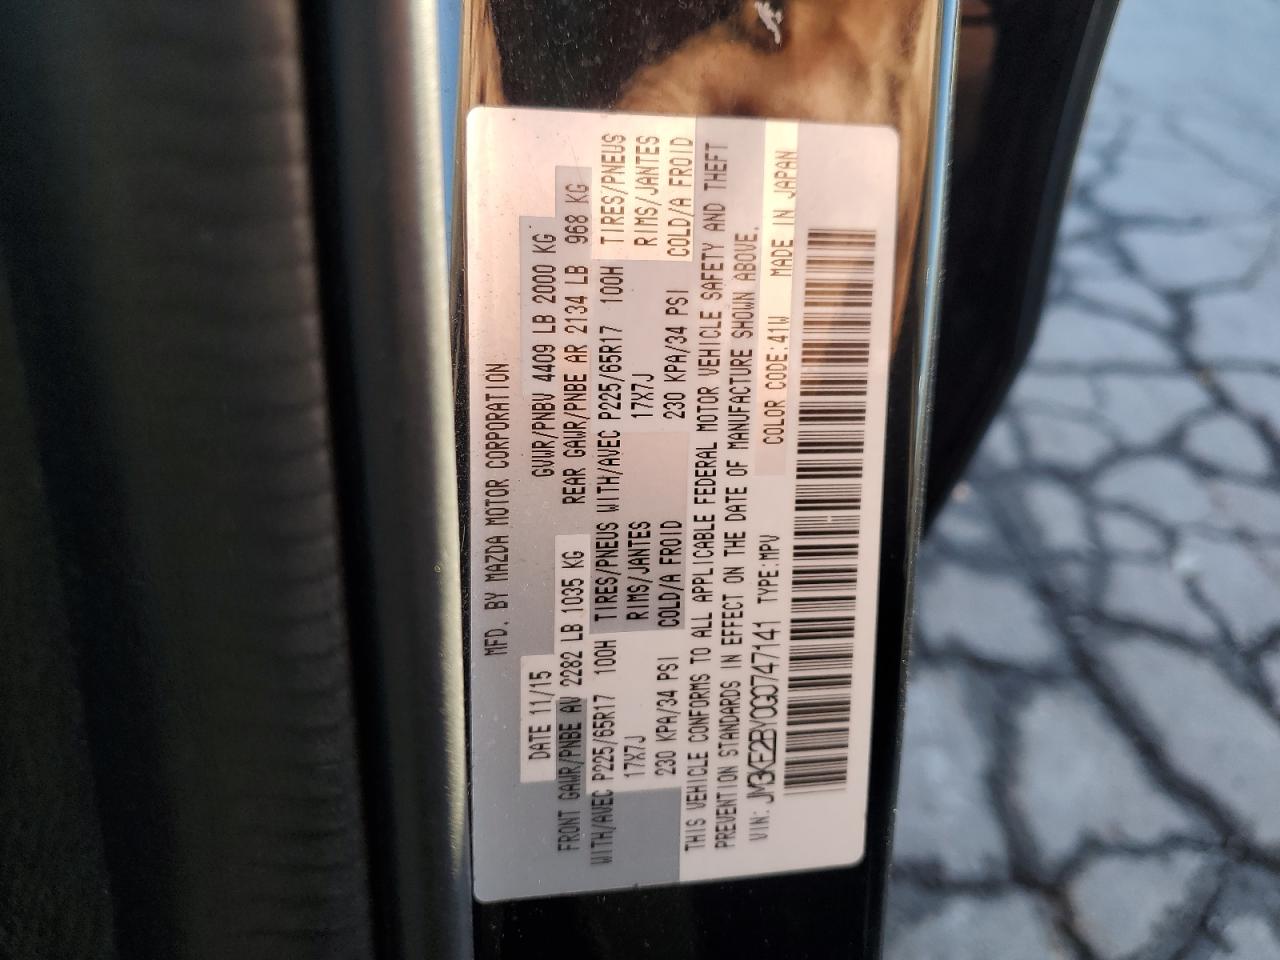 MFD. BY MAZDA MOTOR CORPORATION
DATE 11/15 GVWR/PNBV 4409 LB 2000 KG
FRONT GAWR/PNBE AV 2282 LB 1035 KG REAR GAWR/PNBE AR 2134 LB 968 KG
WITH/AVEC P225/65R17 100H TIRES/PNEUS WITH/AVEC P225/65R17 100H TIRES/PNEUS
17X7J RIMS/JANTES 17X7J RIMS/JANTES
230 KPA/34 PSI COLD/A FROID 230 KPA/34 PSI COLD/A FROID
THIS VEHICLE CONFORMS TO ALL APPLICABLE FEDERAL MOTOR VEHICLE SAFETY AND THEFT
PREVENTION STANDARDS IN EFFECT ON THE DATE OF MANUFACTURE SHOWN ABOVE.
VIN: JM3KE2BY0G0747141 TYPE:MPV COLOR CODE:41W MADE IN JAPAN